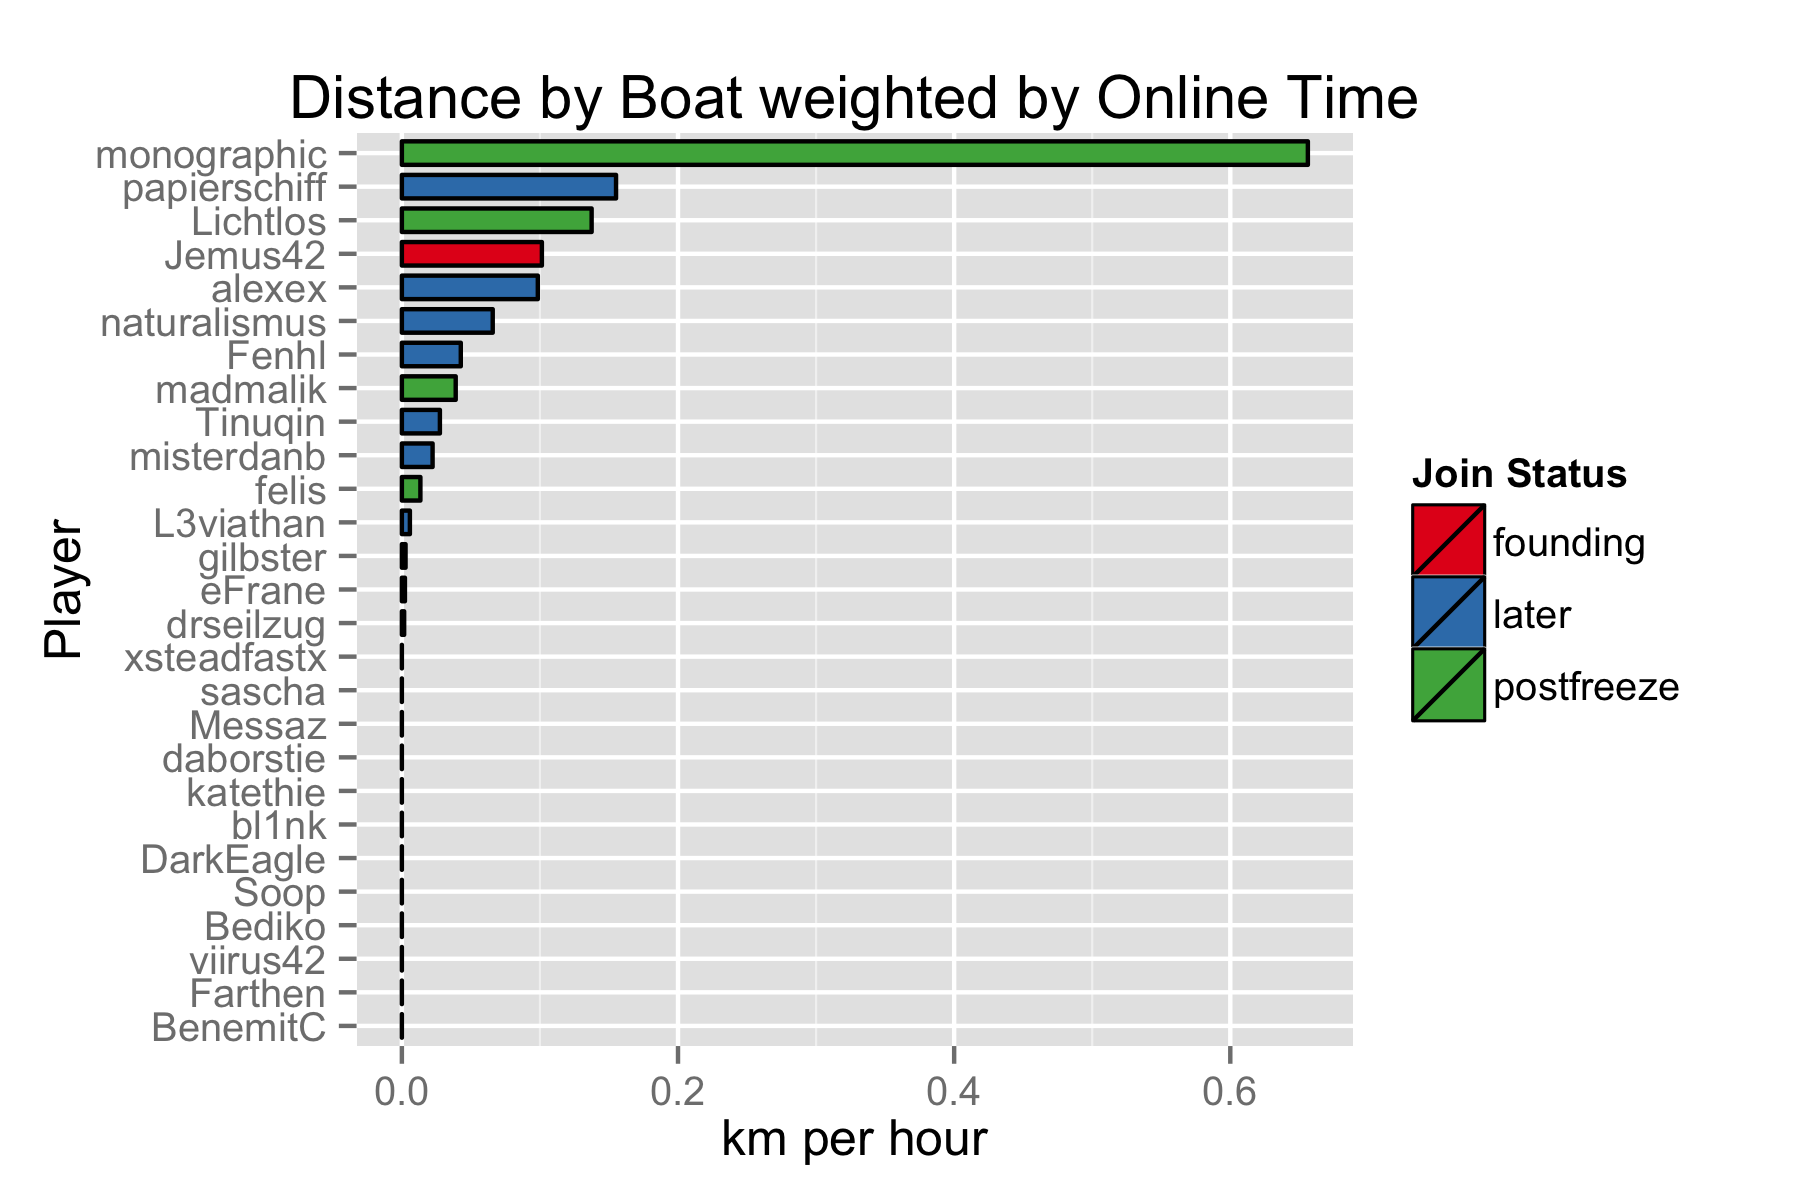 Distance by Boat weighted by Online Time
Player
monographic
papierschiff
Lichtlos
Jemus42
alexex
naturalismus
Fenhl
madmalik
Tinuqin
misterdanb
felis
L3viathan
gilbster
eFrane
drseilzug
xsteadfastx
sascha
Messaz
daborstie
katethie
bl1nk
DarkEagle
Soop
Bediko
viirus42
Farthen
BenemitC
0.0 0.2 0.4 0.6
km per hour
Join Status
founding
later
postfreeze